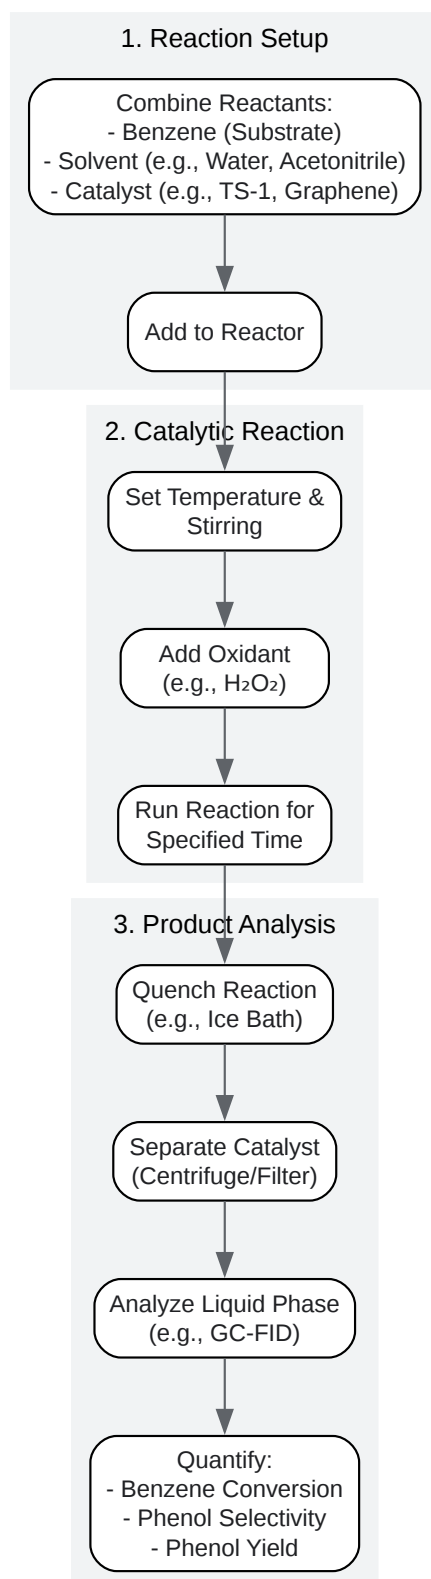 1. Reaction Setup
Combine Reactants:
- Benzene (Substrate)
- Solvent (e.g., Water, Acetonitrile)
- Catalyst (e.g., TS-1, Graphene)
Add to Reactor
2. Catalytic Reaction
Set Temperature &
Stirring
Add Oxidant
(e.g., H₂O₂)
Run Reaction for
Specified Time
3. Product Analysis
Quench Reaction
(e.g., Ice Bath)
Separate Catalyst
(Centrifuge/Filter)
Analyze Liquid Phase
(e.g., GC-FID)
Quantify:
- Benzene Conversion
- Phenol Selectivity
- Phenol Yield